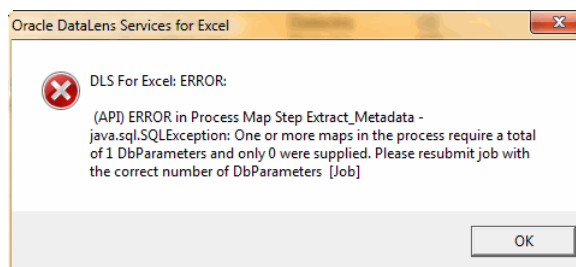 Oracle DataLens Services for Excel
DLS For Excel: ERROR:
(API) ERROR in Process Map Step Extract_Metadata -
java.sql.SQLException: One or more maps in the process require a total
of 1 DbParameters and only 0 were supplied. Please resubmit job with
the correct number of DbParameters [Job]
OK